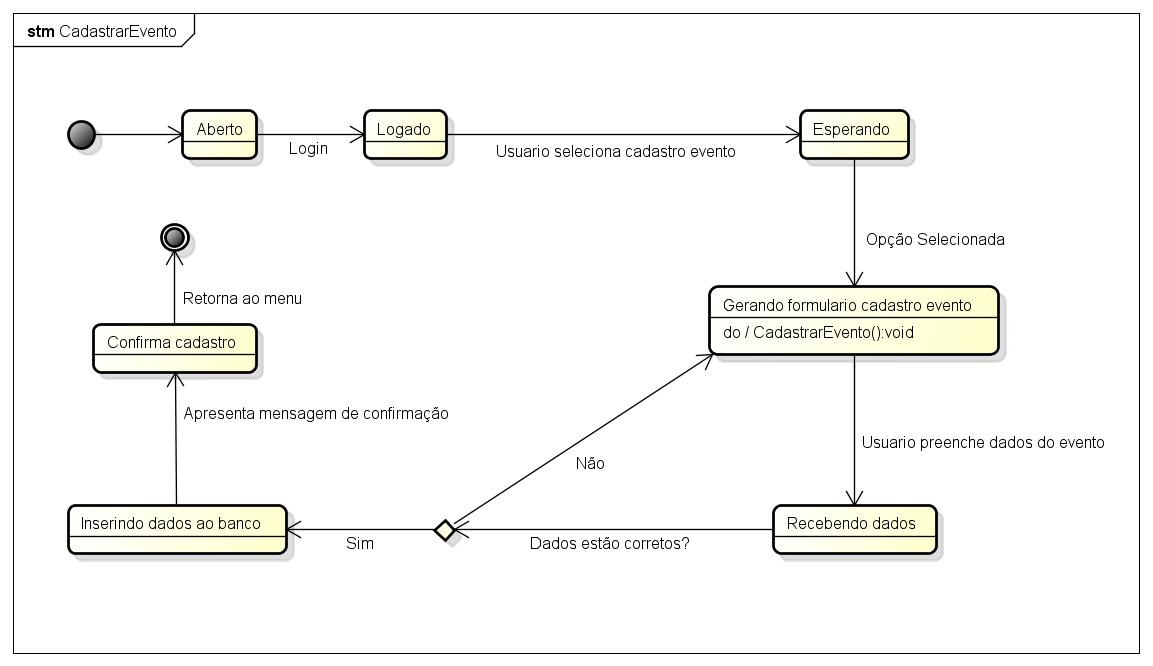 stm CadastrarEvento
Aberto
Login
Logado
Usuario seleciona cadastro evento
Esperando
Opção Selecionada
Gerando formulario cadastro evento
do / CadastrarEvento():void
Usuario preenche dados do evento
Recebendo dados
Dados estão corretos?
Não
Sim
Inserindo dados ao banco
Apresenta mensagem de confirmação
Confirma cadastro
Retorna ao menu